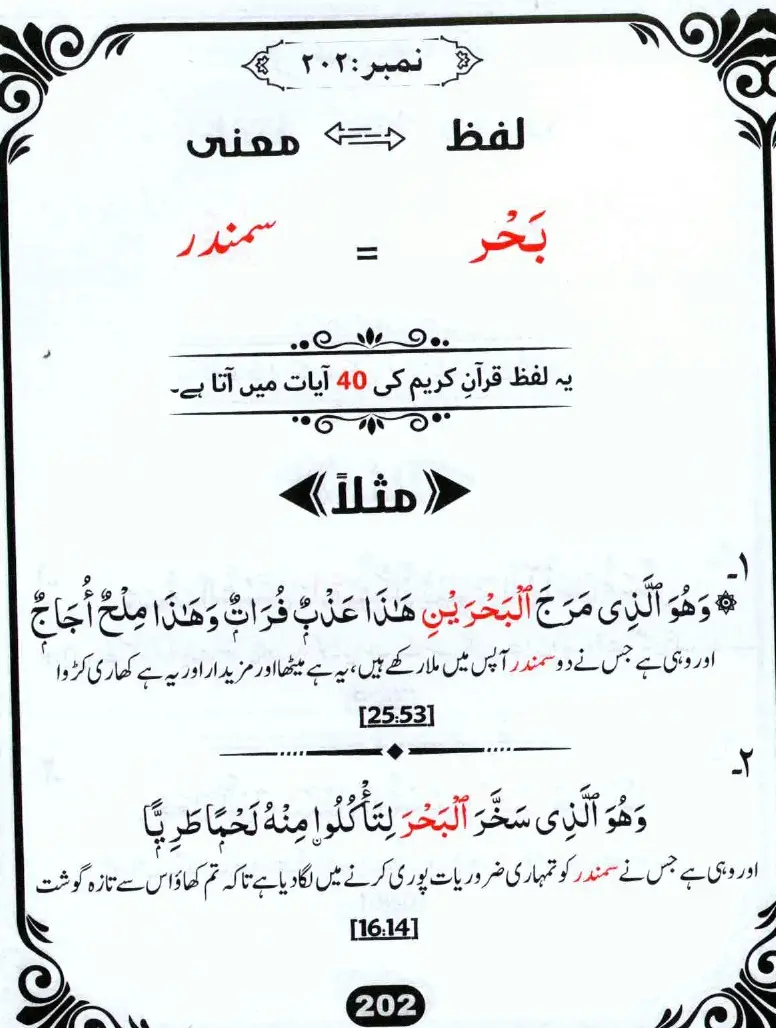 نمبر: ۲۰۲
لفظ ⇐⇒ معنی
بَحْر = سمندر
یہ لفظ قرآنِ کریم کی 40 آیات میں آتا ہے۔
مثلاً
۱۔
۞ وَهُوَ ٱلَّذِى مَرَجَ ٱلْبَحْرَيْنِ هَـٰذَا عَذْبٌ فُرَاتٌ وَهَـٰذَا مِلْحٌ أُجَاجٌ
اور وہی ہے جس نے دو سمندر آپس میں ملا رکھے ہیں، یہ ہے میٹھا اور مزیدار اور یہ ہے کھاری کڑوا
[25:53]
۲۔
وَهُوَ ٱلَّذِى سَخَّرَ ٱلْبَحْرَ لِتَأْكُلُوا۟ مِنْهُ لَحْمًا طَرِيًّا
اور وہی ہے جس نے سمندر کو تمہاری ضروریات پوری کرنے میں لگا دیا ہے تاکہ تم کھاؤ اس سے تازہ گوشت
[16:14]
202